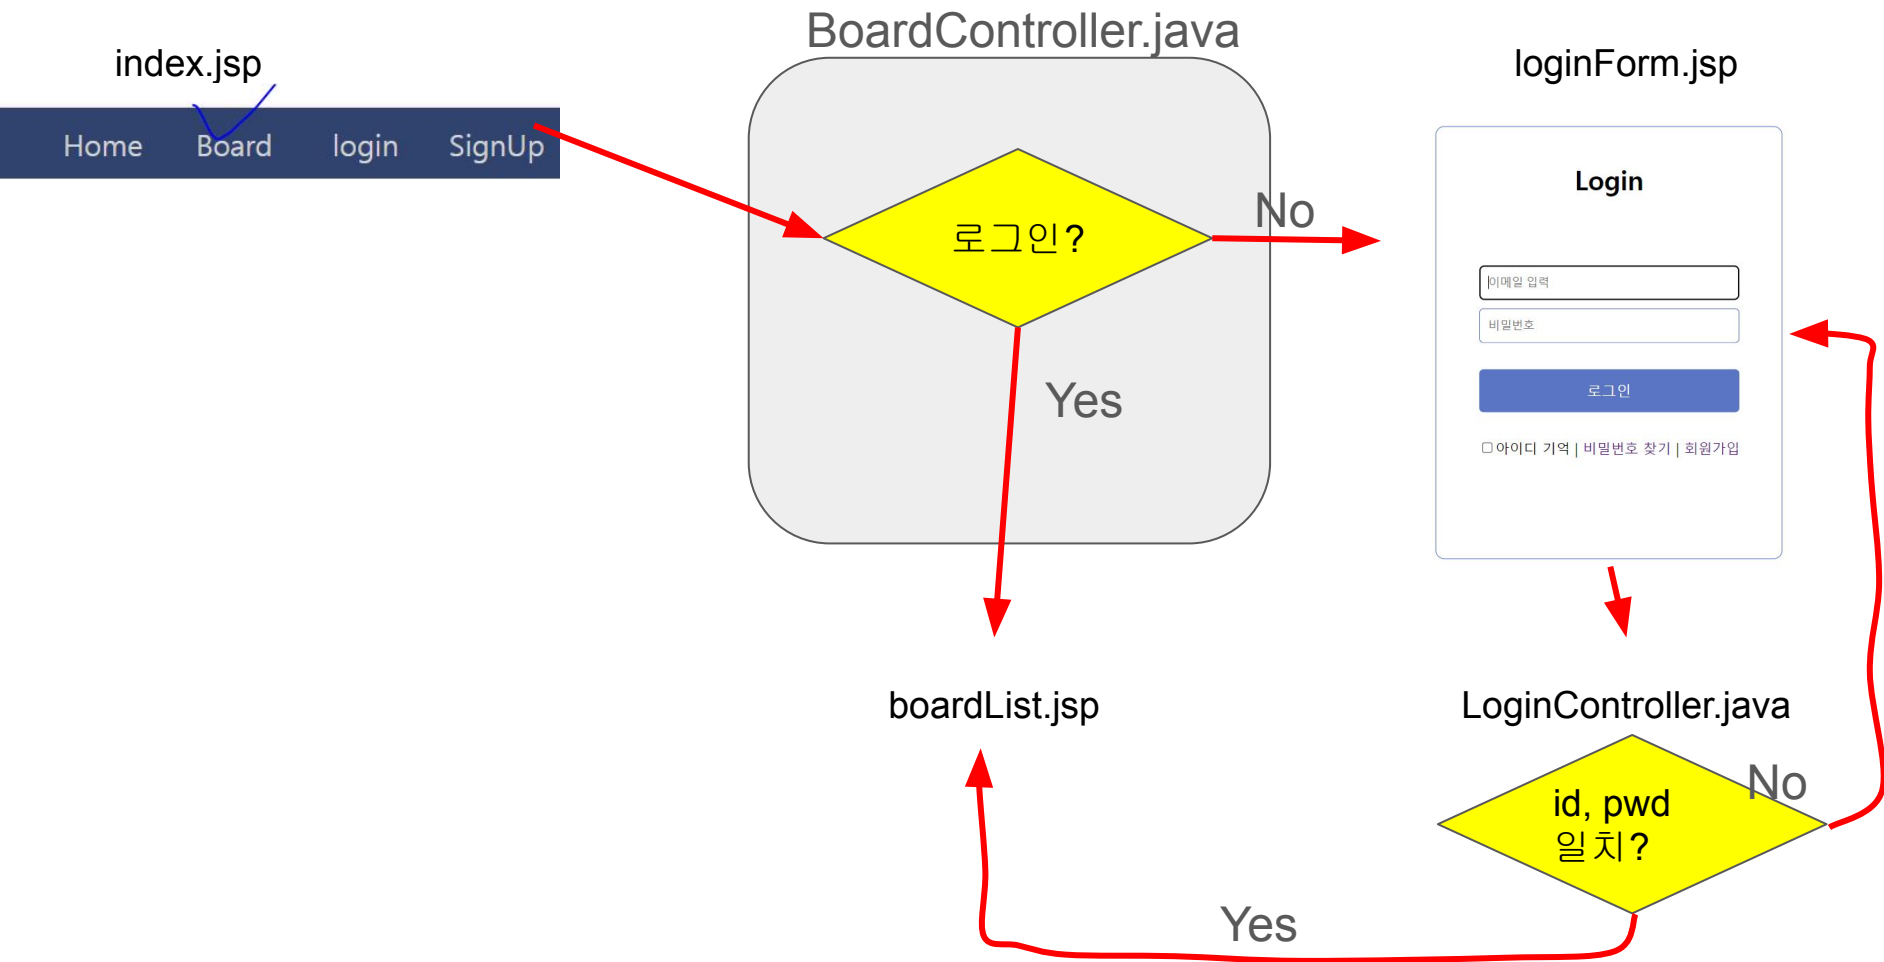 BoardController.java
index.jsp
loginForm.jsp
Home Board login SignUp
로그인?
No
Yes
Login
이메일 입력
비밀번호
로그인
아이디 기억 | 비밀번호 찾기 | 회원가입
boardList.jsp
LoginController.java
id, pwd
일치?
No
Yes